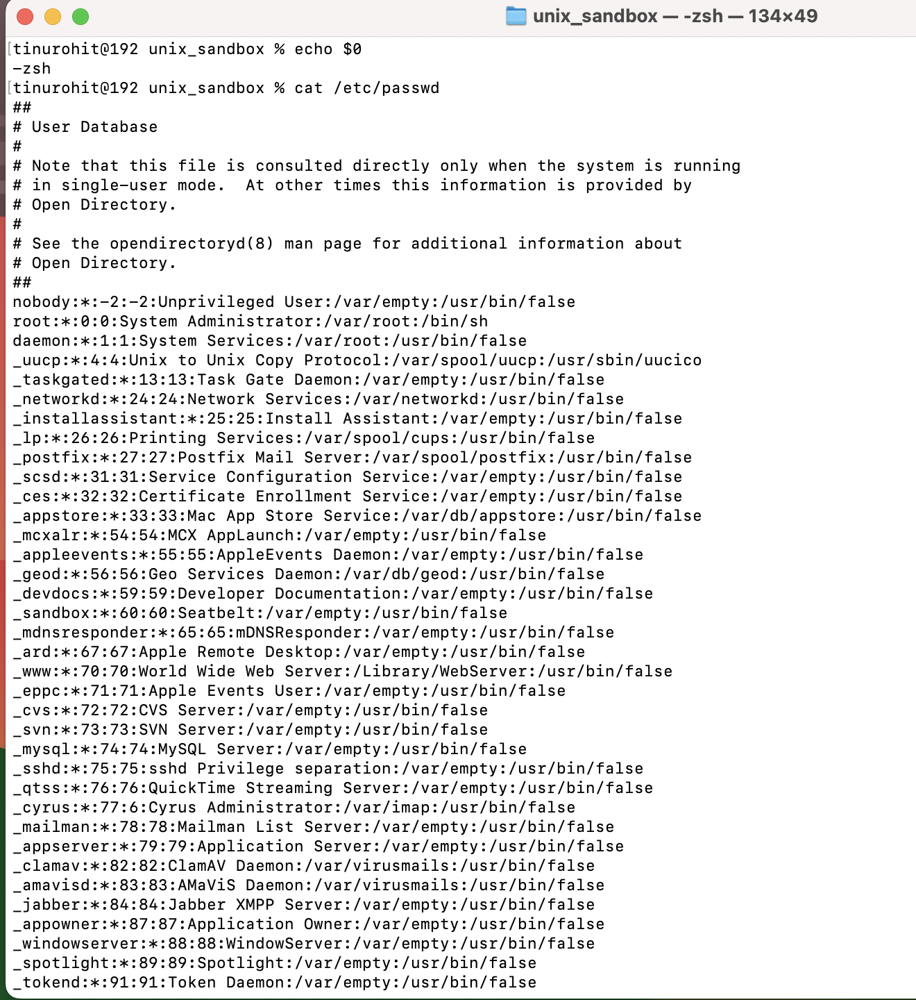 unix_sandbox — -zsh — 134×49
[tinurohit@192 unix_sandbox % echo $0
-zsh
[tinurohit@192 unix_sandbox % cat /etc/passwd
##
# User Database
#
# Note that this file is consulted directly only when the system is running
# in single-user mode.  At other times this information is provided by
# Open Directory.
#
# See the opendirectoryd(8) man page for additional information about
# Open Directory.
##
nobody:*:-2:-2:Unprivileged User:/var/empty:/usr/bin/false
root:*:0:0:System Administrator:/var/root:/bin/sh
daemon:*:1:1:System Services:/var/root:/usr/bin/false
_uucp:*:4:4:Unix to Unix Copy Protocol:/var/spool/uucp:/usr/sbin/uucico
_taskgated:*:13:13:Task Gate Daemon:/var/empty:/usr/bin/false
_networkd:*:24:24:Network Services:/var/networkd:/usr/bin/false
_installassistant:*:25:25:Install Assistant:/var/empty:/usr/bin/false
_lp:*:26:26:Printing Services:/var/spool/cups:/usr/bin/false
_postfix:*:27:27:Postfix Mail Server:/var/spool/postfix:/usr/bin/false
_scsd:*:31:31:Service Configuration Service:/var/empty:/usr/bin/false
_ces:*:32:32:Certificate Enrollment Service:/var/empty:/usr/bin/false
_appstore:*:33:33:Mac App Store Service:/var/db/appstore:/usr/bin/false
_mcxalr:*:54:54:MCX AppLaunch:/var/empty:/usr/bin/false
_appleevents:*:55:55:AppleEvents Daemon:/var/empty:/usr/bin/false
_geod:*:56:56:Geo Services Daemon:/var/db/geod:/usr/bin/false
_devdocs:*:59:59:Developer Documentation:/var/empty:/usr/bin/false
_sandbox:*:60:60:Seatbelt:/var/empty:/usr/bin/false
_mdnsresponder:*:65:65:mDNSResponder:/var/empty:/usr/bin/false
_ard:*:67:67:Apple Remote Desktop:/var/empty:/usr/bin/false
_www:*:70:70:World Wide Web Server:/Library/WebServer:/usr/bin/false
_eppc:*:71:71:Apple Events User:/var/empty:/usr/bin/false
_cvs:*:72:72:CVS Server:/var/empty:/usr/bin/false
_svn:*:73:73:SVN Server:/var/empty:/usr/bin/false
_mysql:*:74:74:MySQL Server:/var/empty:/usr/bin/false
_sshd:*:75:75:sshd Privilege separation:/var/empty:/usr/bin/false
_qtss:*:76:76:QuickTime Streaming Server:/var/empty:/usr/bin/false
_cyrus:*:77:6:Cyrus Administrator:/var/imap:/usr/bin/false
_mailman:*:78:78:Mailman List Server:/var/empty:/usr/bin/false
_appserver:*:79:79:Application Server:/var/empty:/usr/bin/false
_clamav:*:82:82:ClamAV Daemon:/var/virusmails:/usr/bin/false
_amavisd:*:83:83:AMaViS Daemon:/var/virusmails:/usr/bin/false
_jabber:*:84:84:Jabber XMPP Server:/var/empty:/usr/bin/false
_appowner:*:87:87:Application Owner:/var/empty:/usr/bin/false
_windowserver:*:88:88:WindowServer:/var/empty:/usr/bin/false
_spotlight:*:89:89:Spotlight:/var/empty:/usr/bin/false
_tokend:*:91:91:Token Daemon:/var/empty:/usr/bin/false